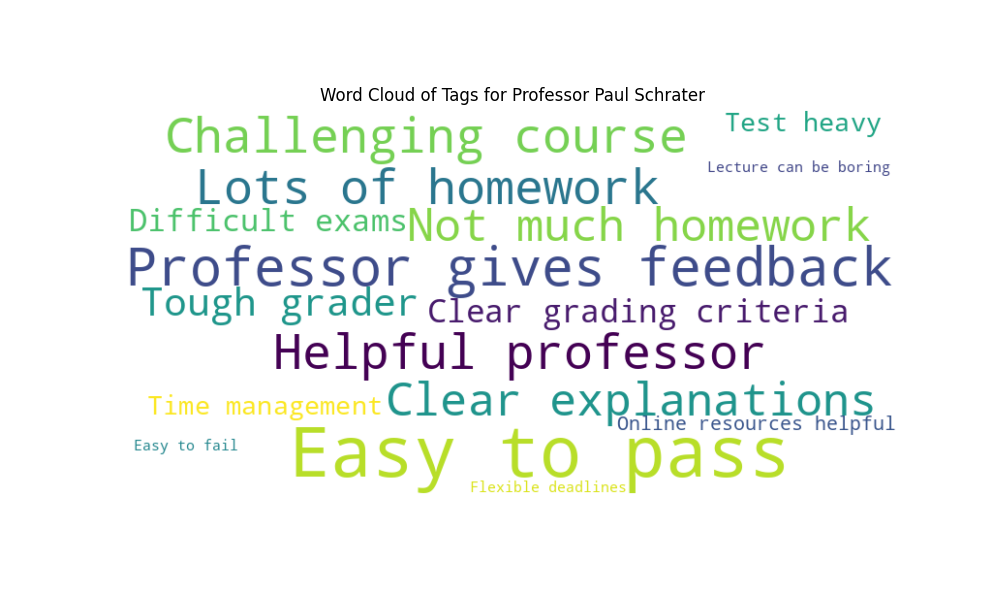 Word Cloud of Tags for Professor Paul Schrater
Challenging course
Test heavy
Lecture can be boring
Lots of homework
Difficult exams
Not much homework
Professor gives feedback
Tough grader
Clear grading criteria
Helpful professor
Time management
Clear explanations
Online resources helpful
Easy to fail
Easy to pass
Flexible deadlines